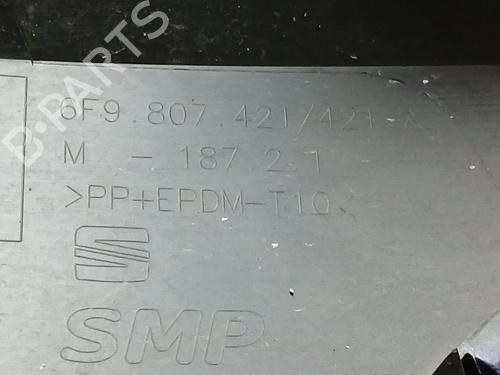 B-PARTS
6F9.807.421/421-A
M - 187.2.1
>PP+EPDM-T10<
SMP